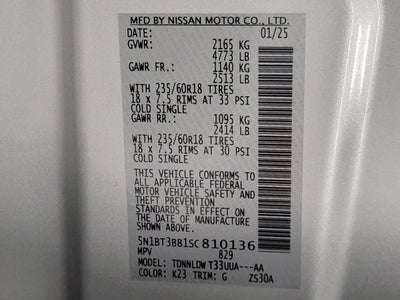 MFD BY NISSAN MOTOR CO., LTD.
DATE: 01/25
GVWR: 2165 KG
4773 LB
GAWR FR: 1140 KG
2513 LB
WITH 235/60R18 TIRES
18 x 7.5 RIMS AT 33 PSI
COLD SINGLE
GAWR RR.: 1095 KG
2414 LB
WITH 235/60R18 TIRES
18 x 7.5 RIMS AT 30 PSI
COLD SINGLE
THIS VEHICLE CONFORMS TO
ALL APPLICABLE FEDERAL
MOTOR VEHICLE SAFETY AND
THEFT PREVENTION
STANDARDS IN EFFECT ON
THE DATE OF MANUFACTURE
SHOWN ABOVE.
5N1BT3BB1SC810136
MPV 829
MODEL: TDNNLDWT33UUA---AA
COLOR: K23 TRIM: G ZS30A